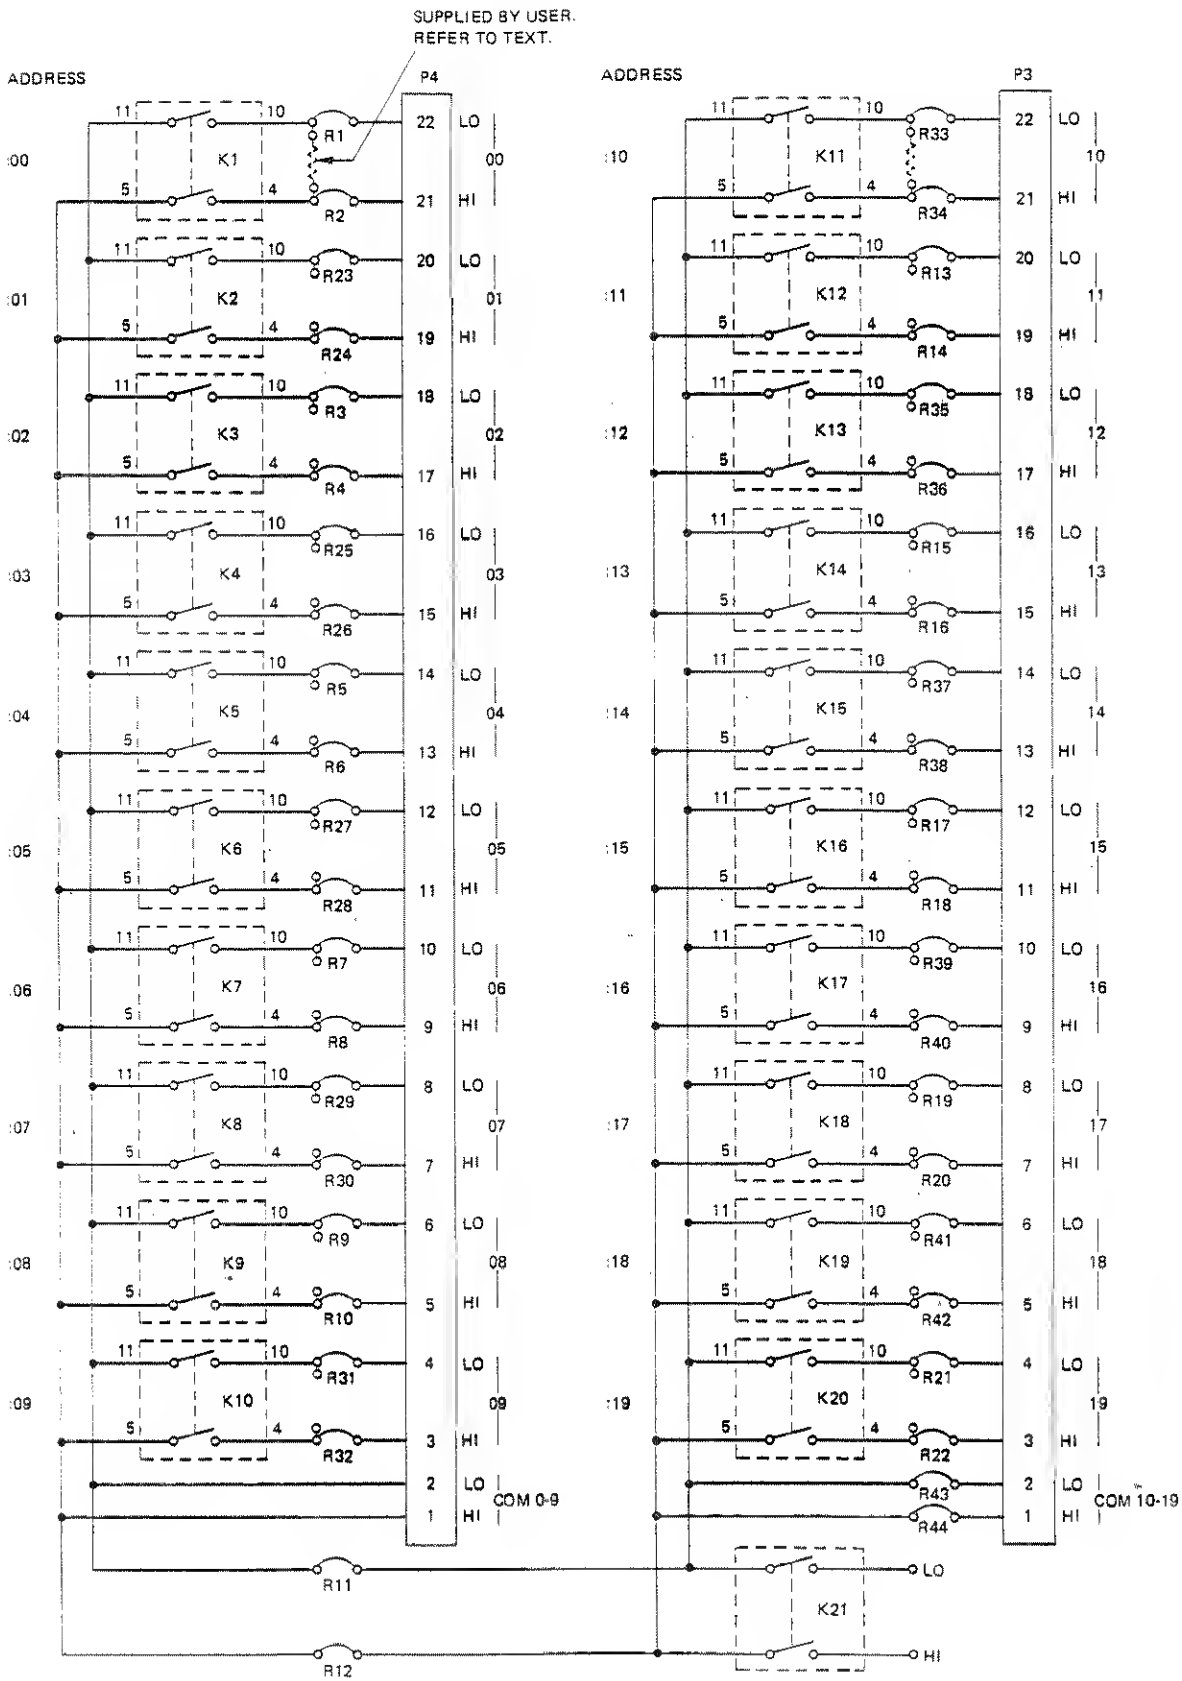 SUPPLIED BY USER.
REFER TO TEXT.
ADDRESS
P4
11 10 22 LO
R1
:00 K1 00
5 4 21 HI
R2
11 10 20 LO
R23
:01 K2 01
5 4 19 HI
R24
11 10 18 LO
R3
:02 K3 02
5 4 17 HI
R4
11 10 16 LO
R25
:03 K4 03
5 4 15 HI
R26
11 10 14 LO
R5
:04 K5 04
5 4 13 HI
R6
11 10 12 LO
R27
:05 K6 05
5 4 11 HI
R28
11 10 10 LO
R7
:06 K7 06
5 4 9 HI
R8
11 10 8 LO
R29
:07 K8 07
5 4 7 HI
R30
11 10 6 LO
R9
:08 K9 08
5 4 5 HI
R10
11 10 4 LO
R31
:09 K10 09
5 4 3 HI
R32
2 LO
COM 0-9
1 HI
R11
R12
ADDRESS
P3
11 10 22 LO
R33
:10 K11 10
5 4 21 HI
R34
11 10 20 LO
R13
:11 K12 11
5 4 19 HI
R14
11 10 18 LO
R35
:12 K13 12
5 4 17 HI
R36
11 10 16 LO
R15
:13 K14 13
5 4 15 HI
R16
11 10 14 LO
R37
:14 K15 14
5 4 13 HI
R38
11 10 12 LO
R17
:15 K16 15
5 4 11 HI
R18
11 10 10 LO
R39
:16 K17 16
5 4 9 HI
R40
11 10 8 LO
R19
:17 K18 17
5 4 7 HI
R20
11 10 6 LO
R41
:18 K19 18
5 4 5 HI
R42
11 10 4 LO
R21
:19 K20 19
5 4 3 HI
R22
2 LO
R43
COM 10-19
1 HI
R44
LO
K21
HI